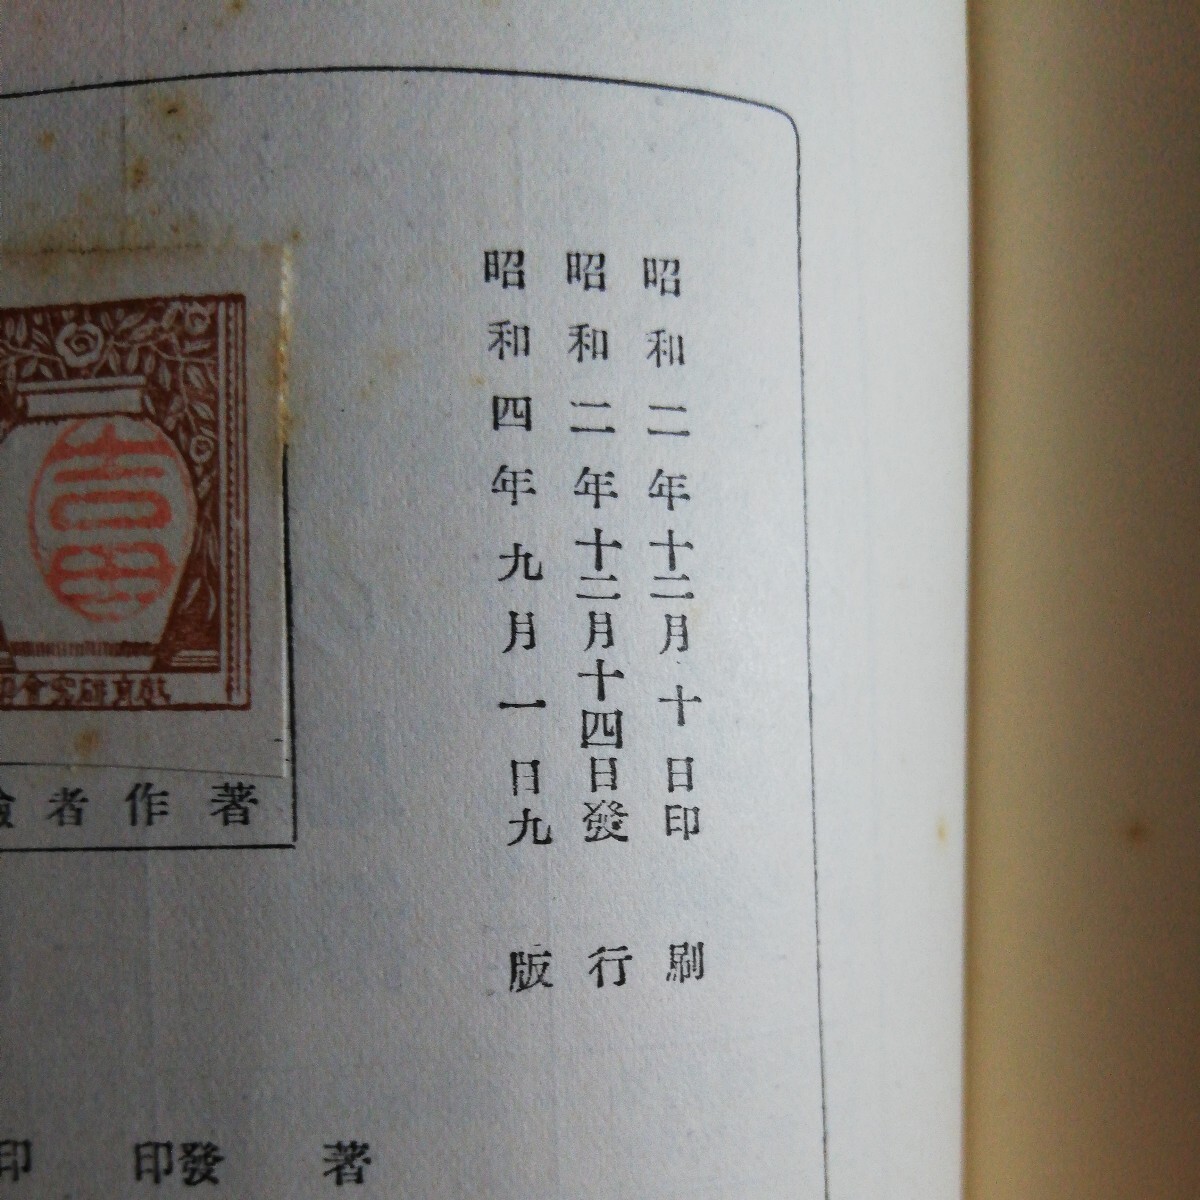 昭和二年十二月十日印刷
昭和二年十二月十四日發行
昭和四年九月一日九版
著作者檢
著
印發
印